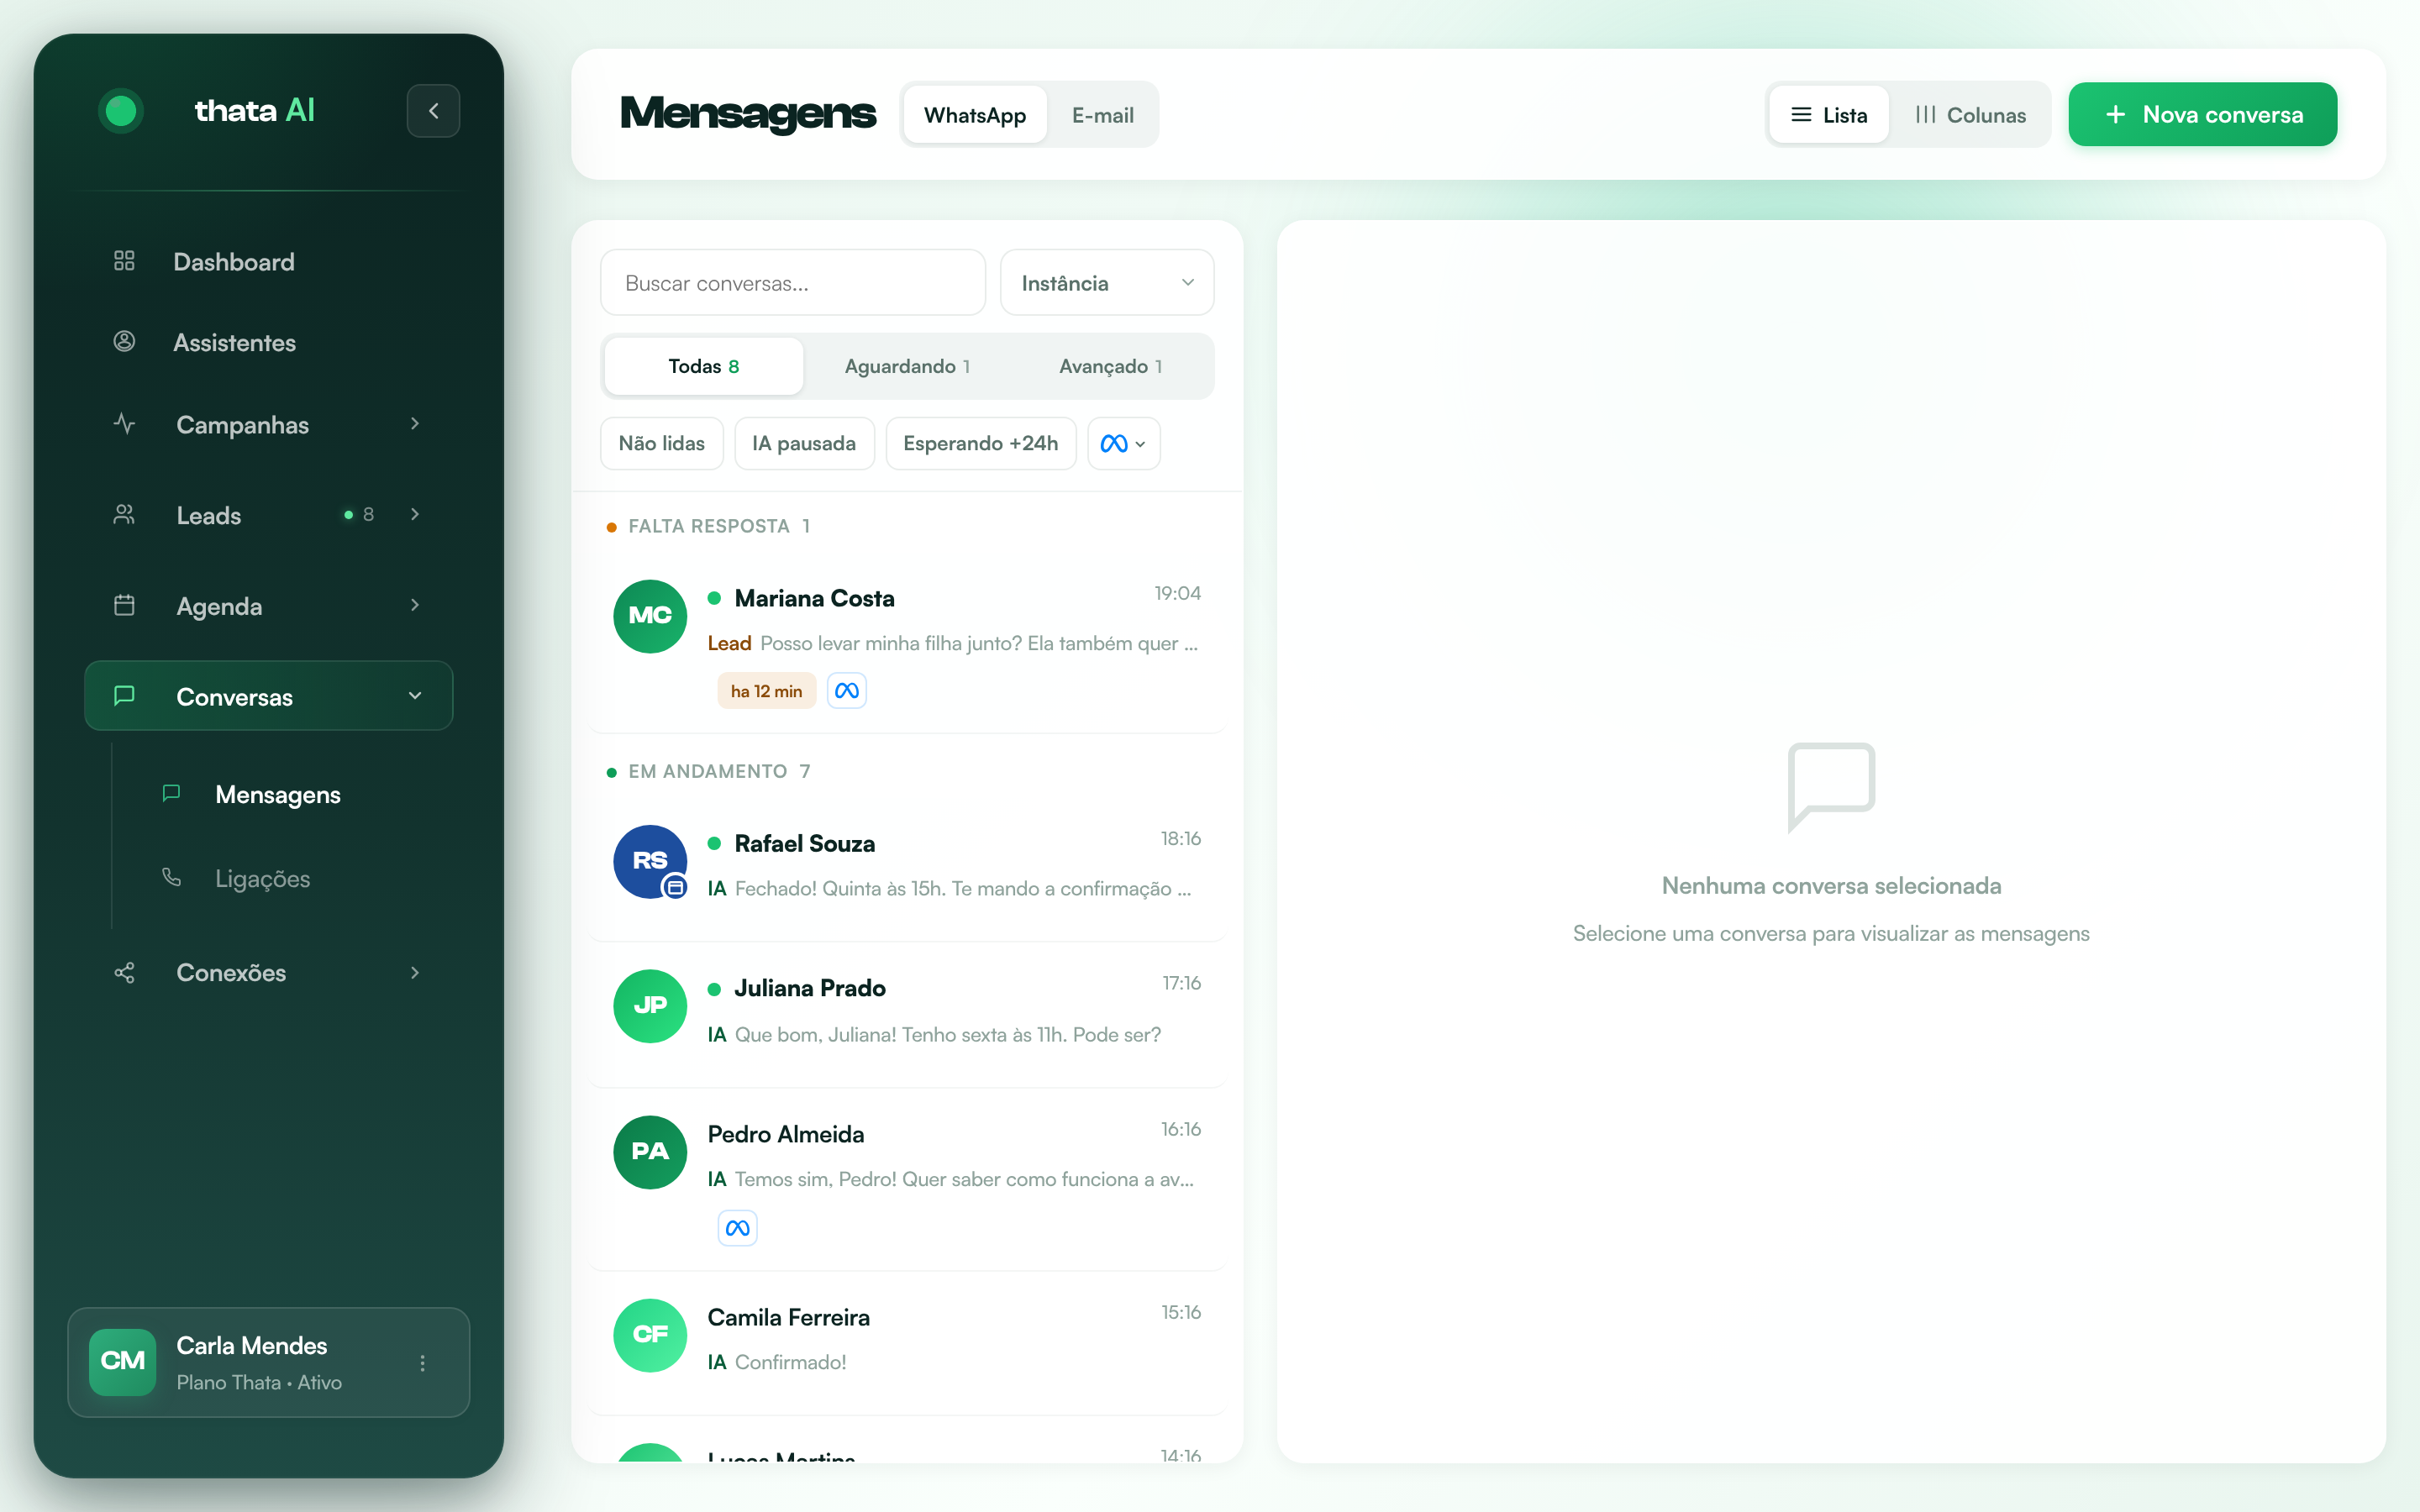 thata AI
Dashboard
Assistentes
Campanhas
Leads 8
Agenda
Conversas
Mensagens
Ligações
Conexões
CM
Carla Mendes
Plano Thata • Ativo
Mensagens
WhatsApp
E-mail
Lista
Colunas
Nova conversa
Buscar conversas...
Instância
Todas 8
Aguardando 1
Avançado 1
Não lidas
IA pausada
Esperando +24h
FALTA RESPOSTA 1
MC
Mariana Costa
19:04
Lead Posso levar minha filha junto? Ela também quer ...
ha 12 min
EM ANDAMENTO 7
RS
Rafael Souza
18:16
IA Fechado! Quinta às 15h. Te mando a confirmação ...
JP
Juliana Prado
17:16
IA Que bom, Juliana! Tenho sexta às 11h. Pode ser?
PA
Pedro Almeida
16:16
IA Temos sim, Pedro! Quer saber como funciona a av...
CF
Camila Ferreira
15:16
IA Confirmado!
Lucas Martins
14:16
Nenhuma conversa selecionada
Selecione uma conversa para visualizar as mensagens